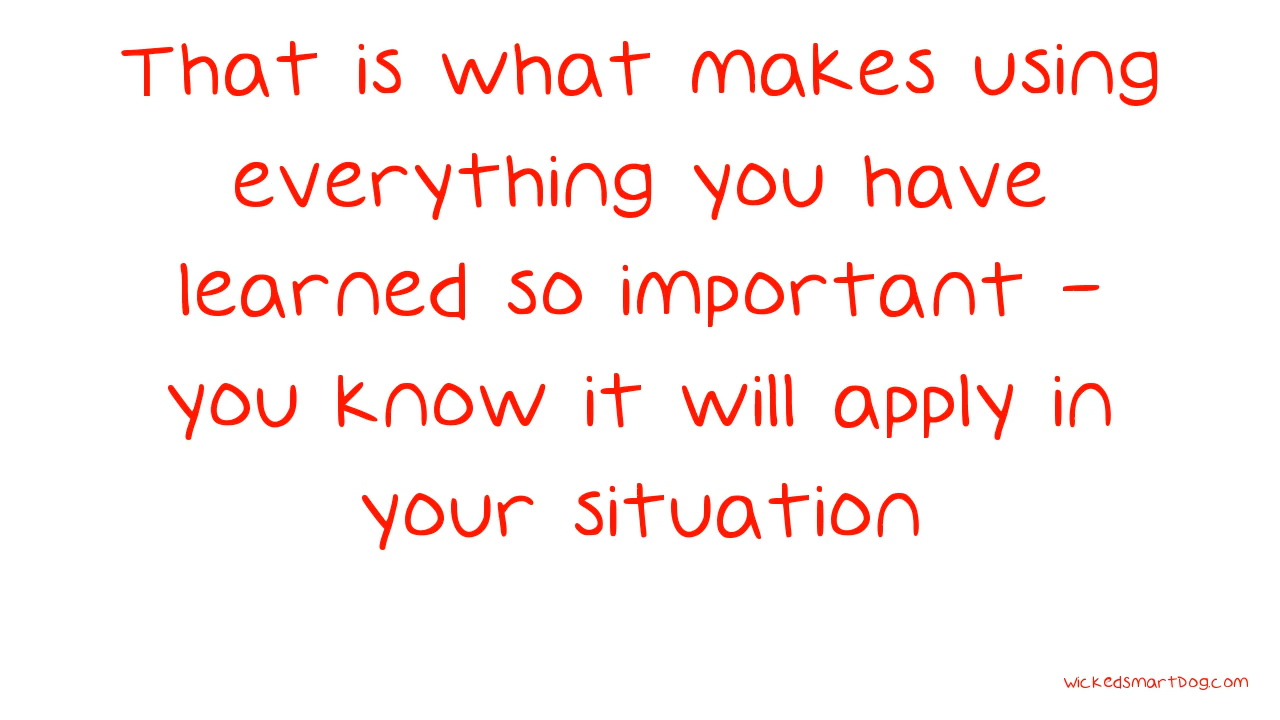 That is what makes using
everything you have
learned so important -
you know it will apply in
your situation
wickedsmartDog.com